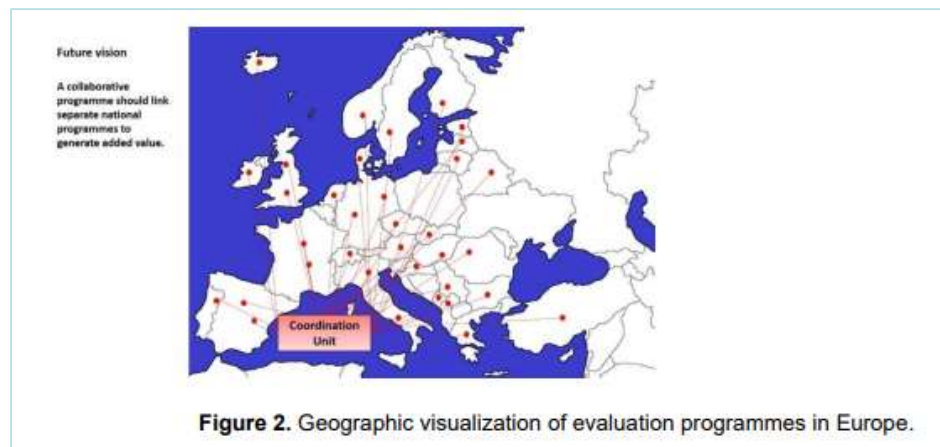 Future vision
A collaborative
programme should link
separate national
programmes to
generate added value.
Coordination
Unit
Figure 2. Geographic visualization of evaluation programmes in Europe.